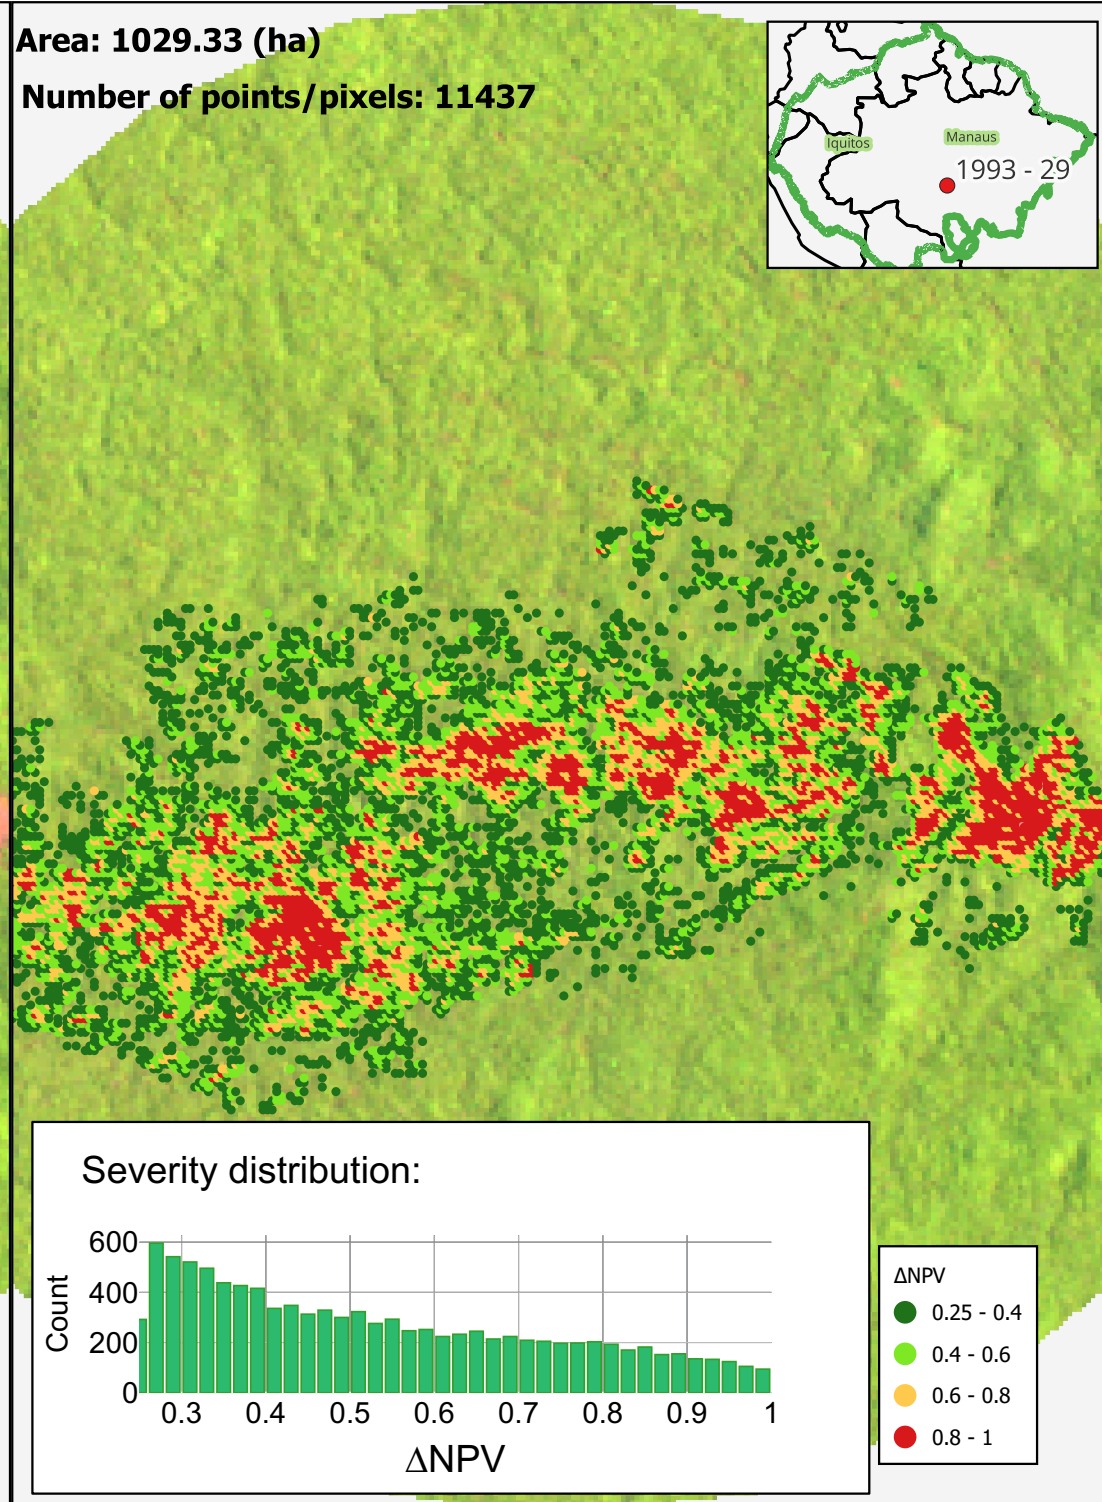 Area: 1029.33 (ha)
Number of points/pixels: 11437
Iquitos
Manaus
1993 - 29
Severity distribution:
600
400
200
0
Count
0.3 0.4 0.5 0.6 0.7 0.8 0.9 1
ΔNPV
ΔNPV
0.25 - 0.4
0.4 - 0.6
0.6 - 0.8
0.8 - 1